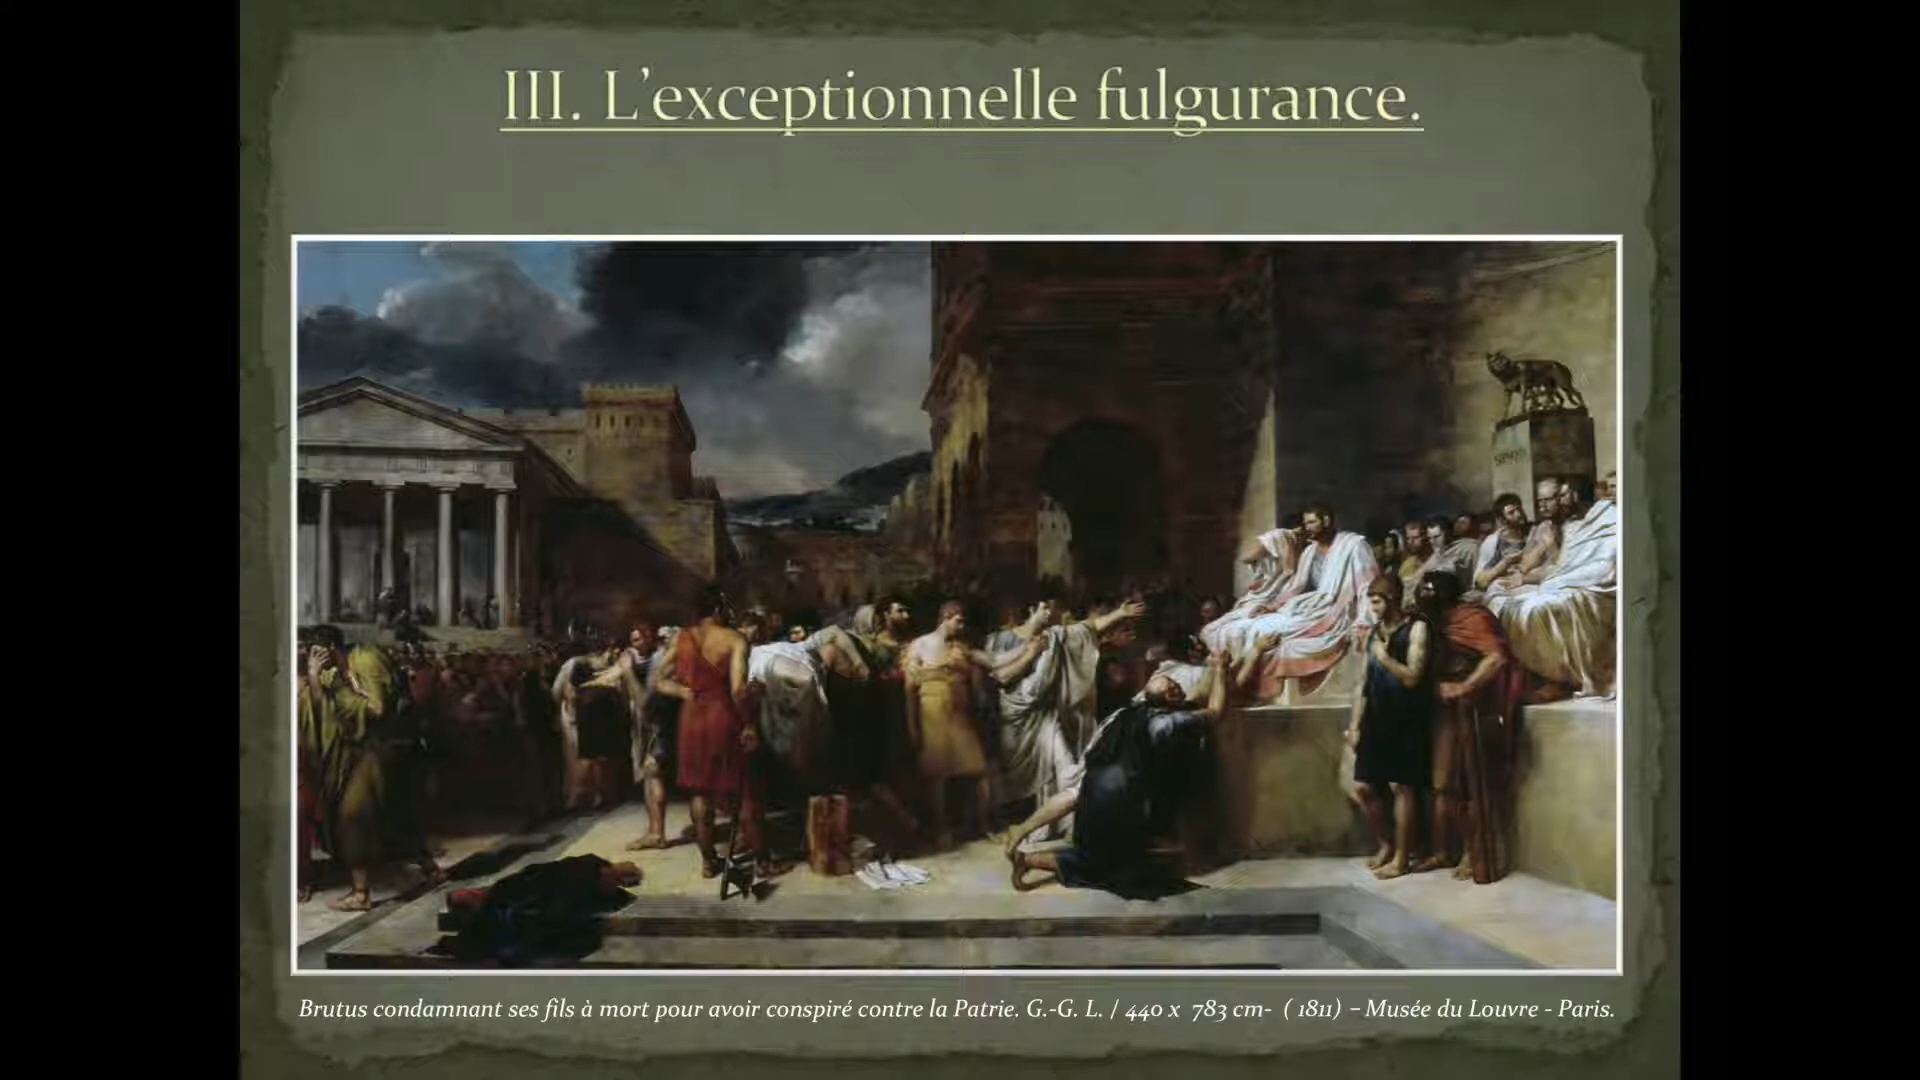 III. L’exceptionnelle fulgurance.
Brutus condamnant ses fils à mort pour avoir conspiré contre la Patrie. G.-G. L. / 440 x 783 cm- ( 1811) – Musée du Louvre - Paris.